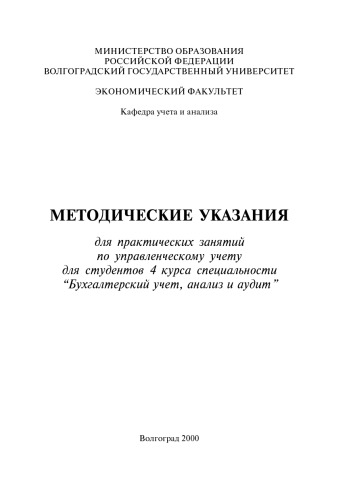 МИНИСТЕРСТВО ОБРАЗОВАНИЯ
РОССИЙСКОЙ ФЕДЕРАЦИИ
ВОЛГОГРАДСКИЙ ГОСУДАРСТВЕННЫЙ УНИВЕРСИТЕТ
ЭКОНОМИЧЕСКИЙ ФАКУЛЬТЕТ
Кафедра учета и анализа
МЕТОДИЧЕСКИЕ УКАЗАНИЯ
для практических занятий
по управленческому учету
для студентов 4 курса специальности
“Бухгалтерский учет, анализ и аудит”
Волгоград 2000